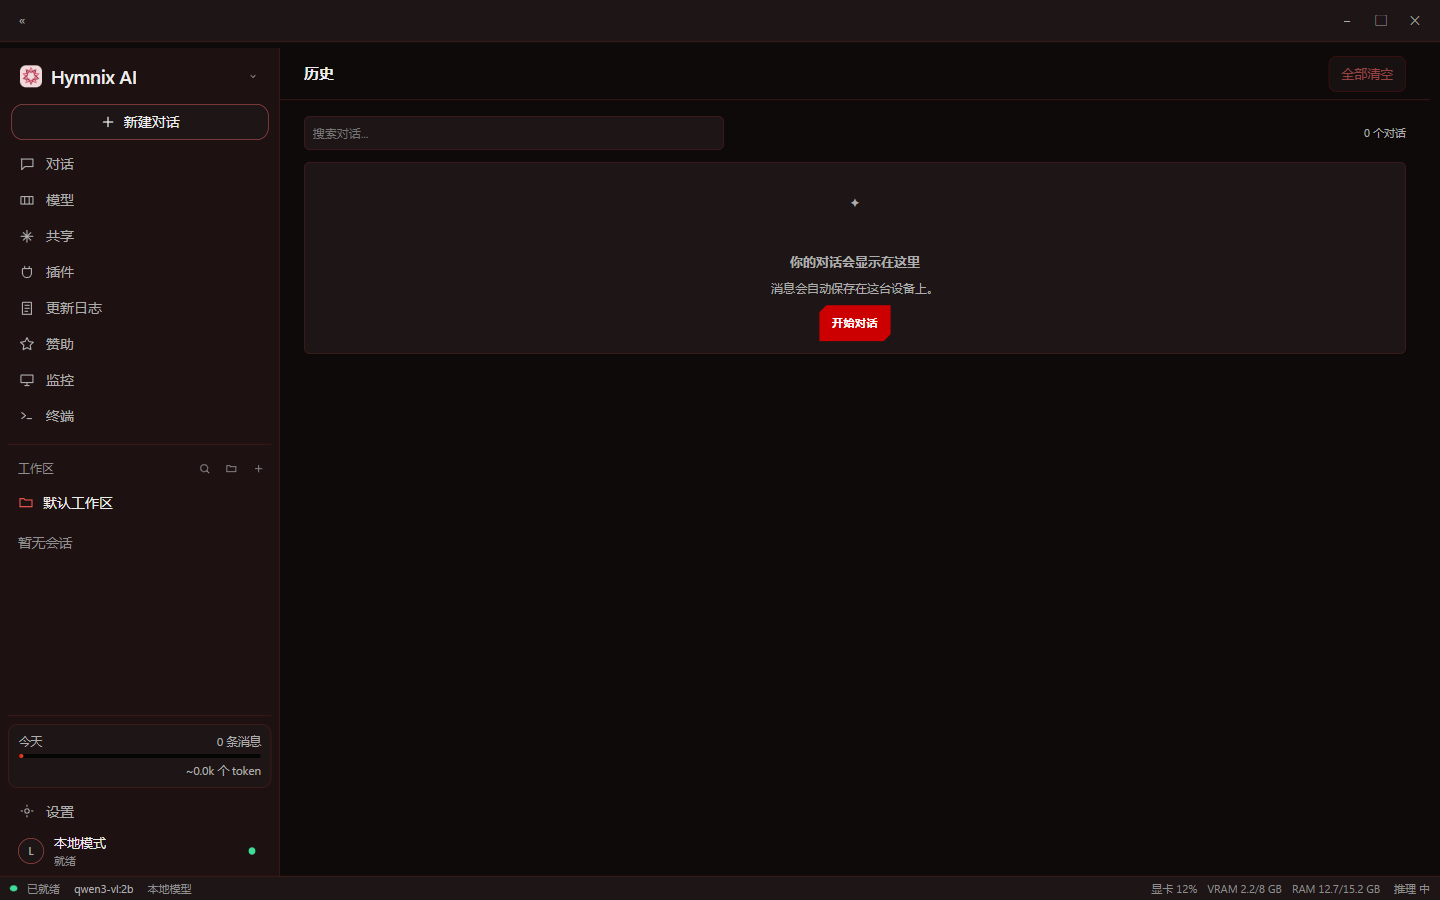 «
Hymnix AI
新建对话
对话
模型
共享
插件
更新日志
赞助
监控
终端
工作区
默认工作区
暂无会话
今天 0 条消息
~0.0k 个 token
设置
L
本地模式
就绪
历史
全部清空
搜索对话...
0 个对话
你的对话会显示在这里
消息会自动保存在这台设备上。
开始对话
已就绪 qwen3-vl:2b 本地模型
显卡 12% VRAM 2.2/8 GB RAM 12.7/15.2 GB 推理 中